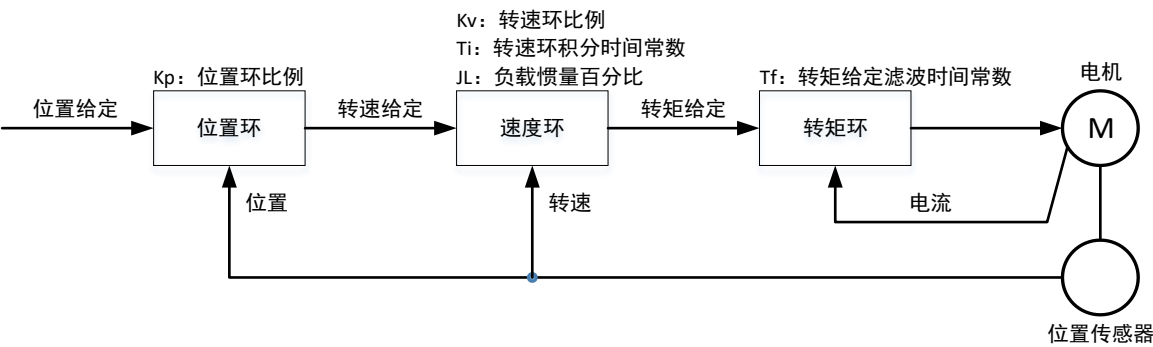 Kv：转速环比例
Ti：转速环积分时间常数
Kp：位置环比例
JL：负载惯量百分比
Tf：转矩给定滤波时间常数
电机
位置给定
位置环
转速给定
速度环
转矩给定
转矩环
M
位置
转速
电流
位置传感器